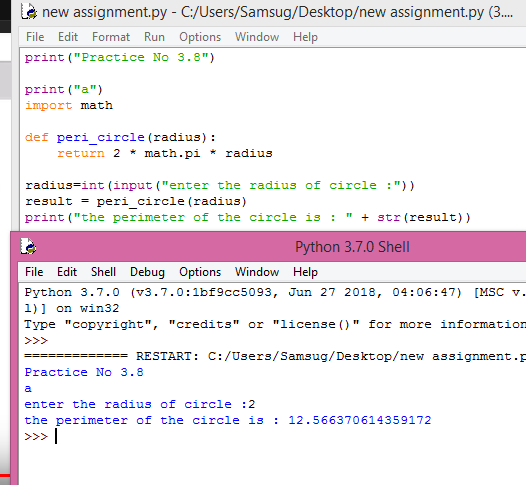 new assignment.py - C:/Users/Samsug/Desktop/new assignment.py (3....
File Edit Format Run Options Window Help
print("Practice No 3.8")
print("a")
import math
def peri_circle(radius):
    return 2 * math.pi * radius
radius=int(input("enter the radius of circle :"))
result = peri_circle(radius)
print("the perimeter of the circle is : " + str(result))
Python 3.7.0 Shell
File Edit Shell Debug Options Window Help
Python 3.7.0 (v3.7.0:1bf9cc5093, Jun 27 2018, 04:06:47) [MSC v.
l)] on win32
Type "copyright", "credits" or "license()" for more information
>>>
============= RESTART: C:/Users/Samsug/Desktop/new assignment.p
Practice No 3.8
a
enter the radius of circle :2
the perimeter of the circle is : 12.566370614359172
>>>